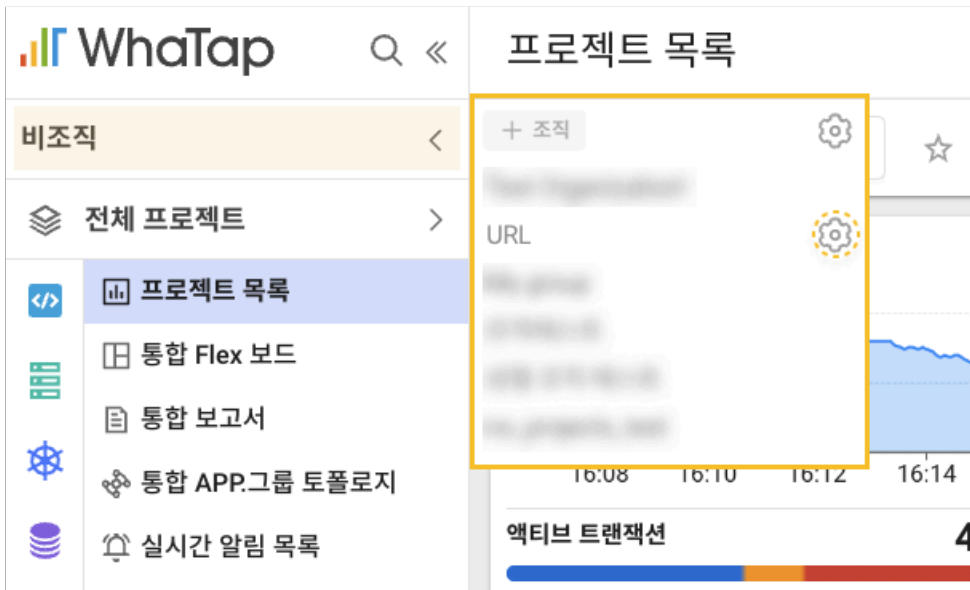 WhaTap
비조직
전체 프로젝트
프로젝트 목록
통합 Flex 보드
통합 보고서
통합 APP.그룹 토폴로지
실시간 알림 목록
프로젝트 목록
+ 조직
URL
16:08 16:10 16:12 16:14
액티브 트랜잭션
4